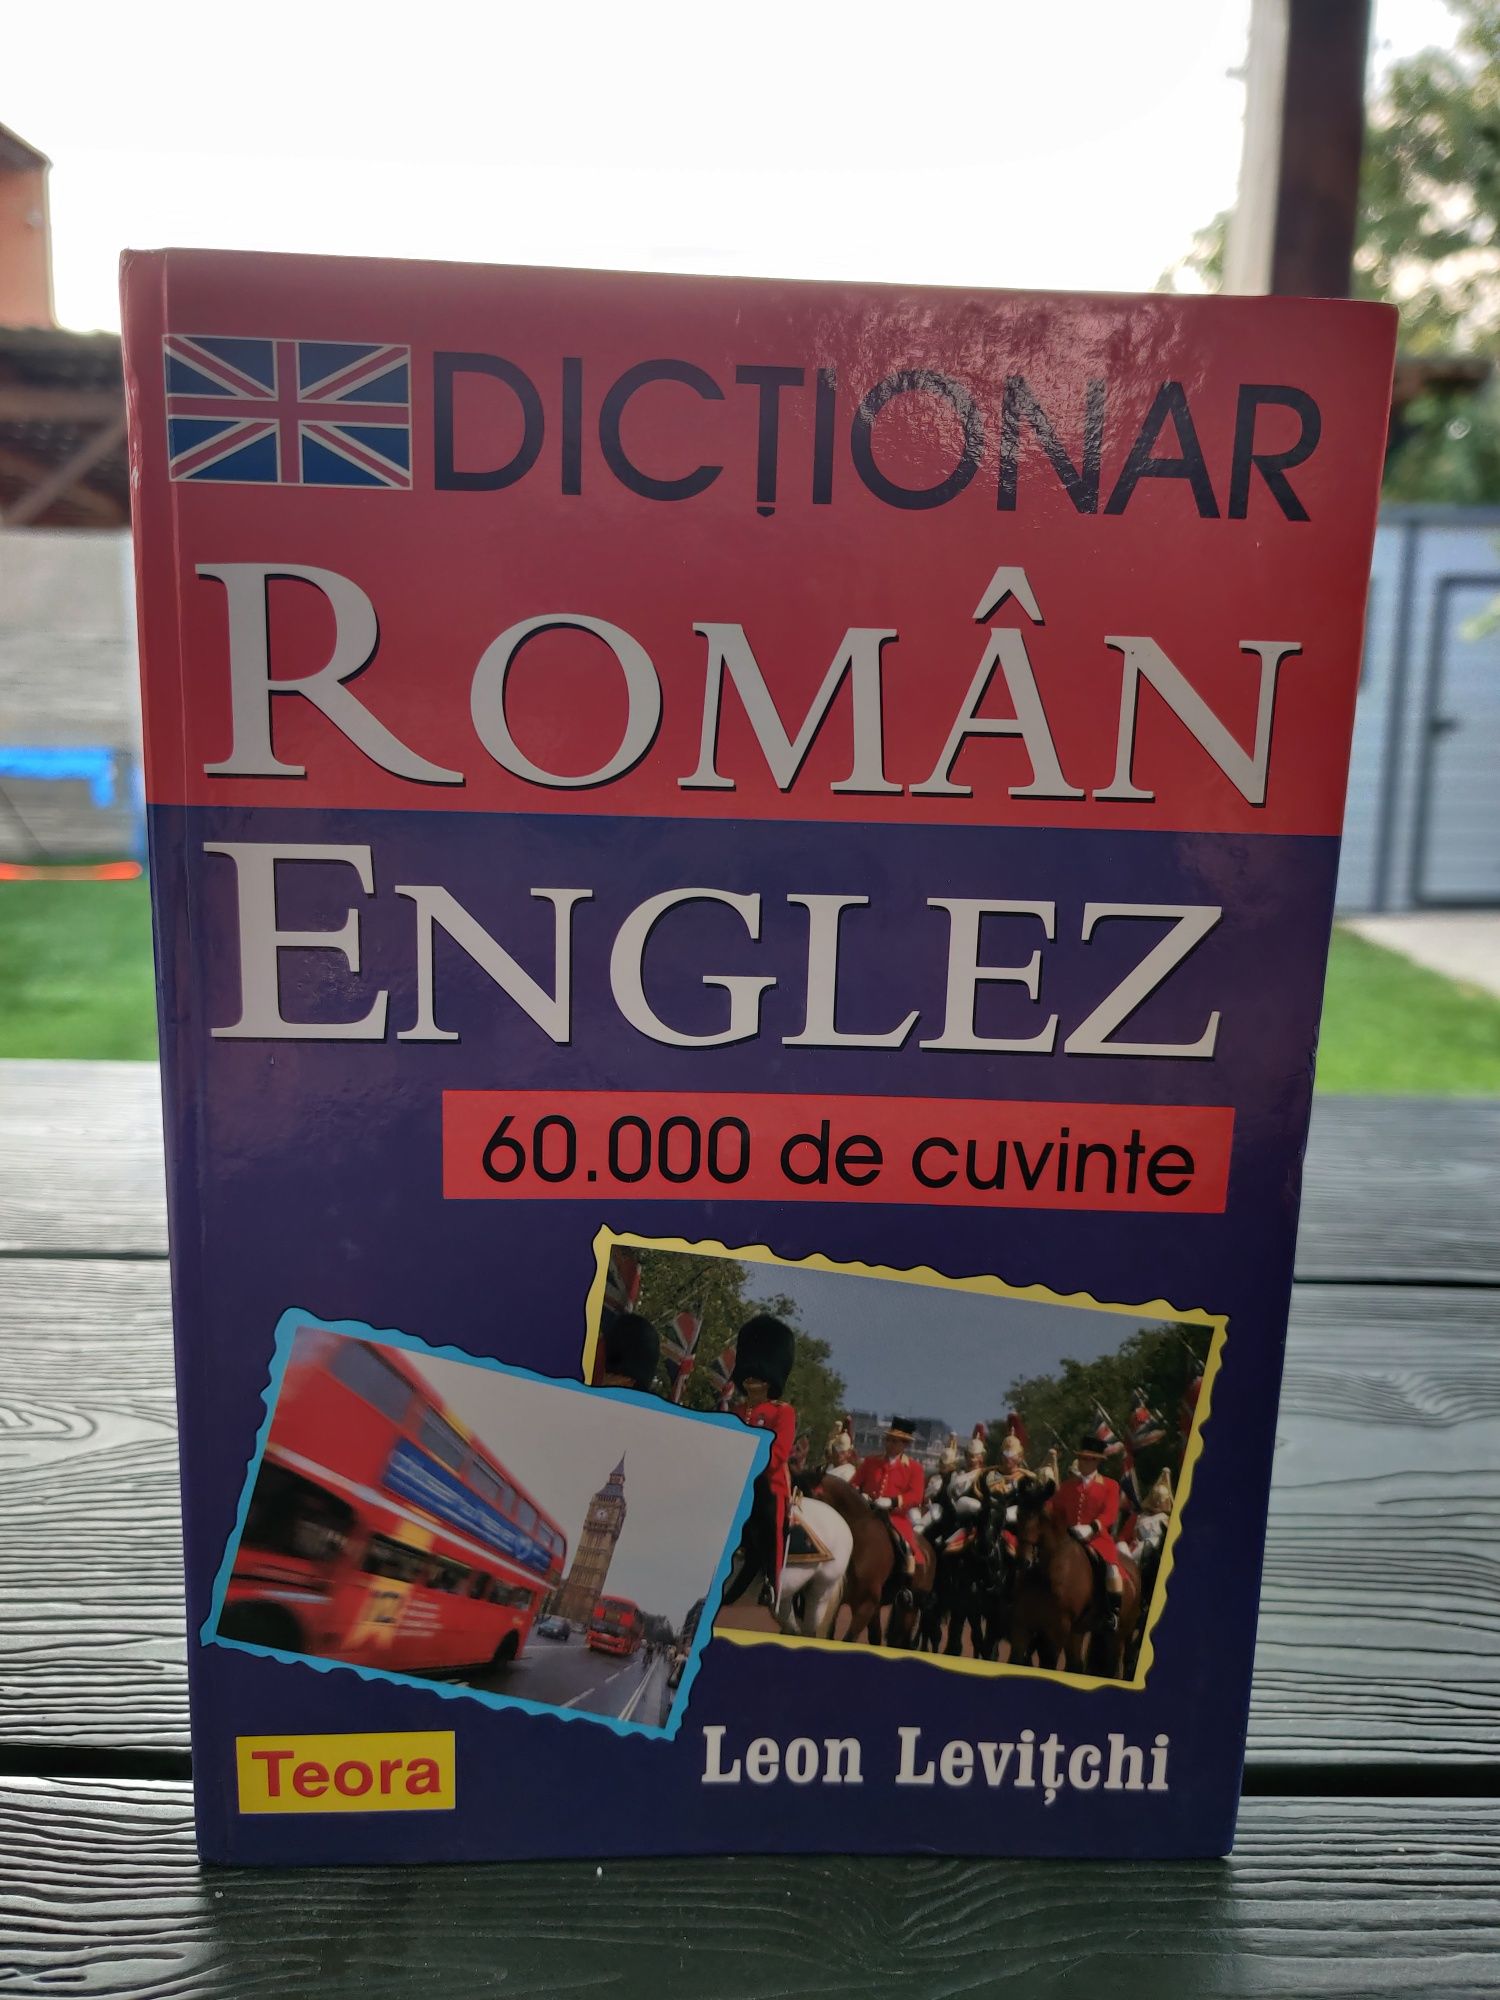 DICȚIONAR
ROMÂN
ENGLEZ
60.000 de cuvinte
Teora
Leon Levițchi